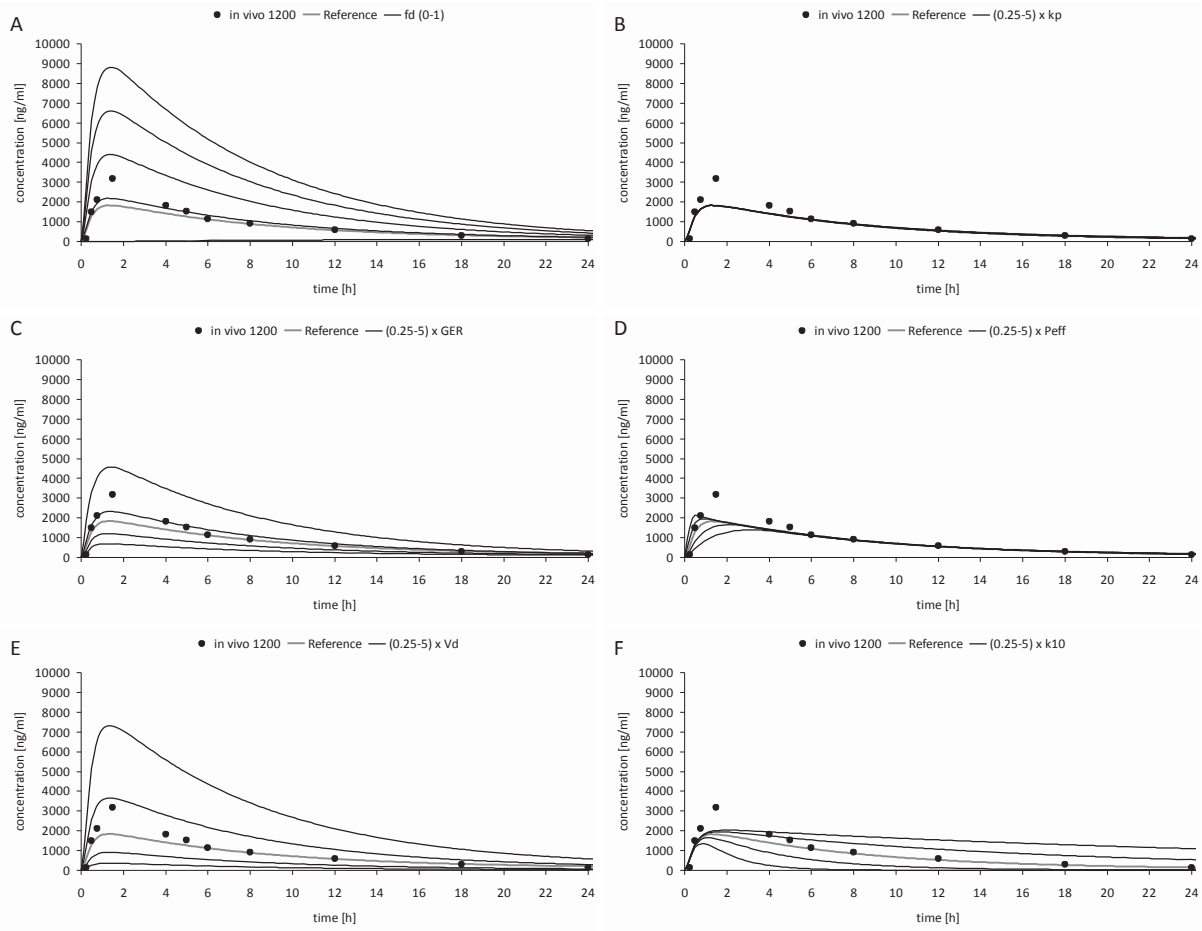 A
in vivo 1200 Reference fd (0-1)
concentration [ng/ml]
10000
9000
8000
7000
6000
5000
4000
3000
2000
1000
0
0 2 4 6 8 10 12 14 16 18 20 22 24
time [h]
B
in vivo 1200 Reference (0.25-5) x kp
concentration [ng/ml]
10000
9000
8000
7000
6000
5000
4000
3000
2000
1000
0
0 2 4 6 8 10 12 14 16 18 20 22 24
time [h]
C
in vivo 1200 Reference (0.25-5) x GER
concentration [ng/ml]
10000
9000
8000
7000
6000
5000
4000
3000
2000
1000
0
0 2 4 6 8 10 12 14 16 18 20 22 24
time [h]
D
in vivo 1200 Reference (0.25-5) x Peff
concentration [ng/ml]
10000
9000
8000
7000
6000
5000
4000
3000
2000
1000
0
0 2 4 6 8 10 12 14 16 18 20 22 24
time [h]
E
in vivo 1200 Reference (0.25-5) x Vd
concentration [ng/ml]
10000
9000
8000
7000
6000
5000
4000
3000
2000
1000
0
0 2 4 6 8 10 12 14 16 18 20 22 24
time [h]
F
in vivo 1200 Reference (0.25-5) x k10
concentration [ng/ml]
10000
9000
8000
7000
6000
5000
4000
3000
2000
1000
0
0 2 4 6 8 10 12 14 16 18 20 22 24
time [h]